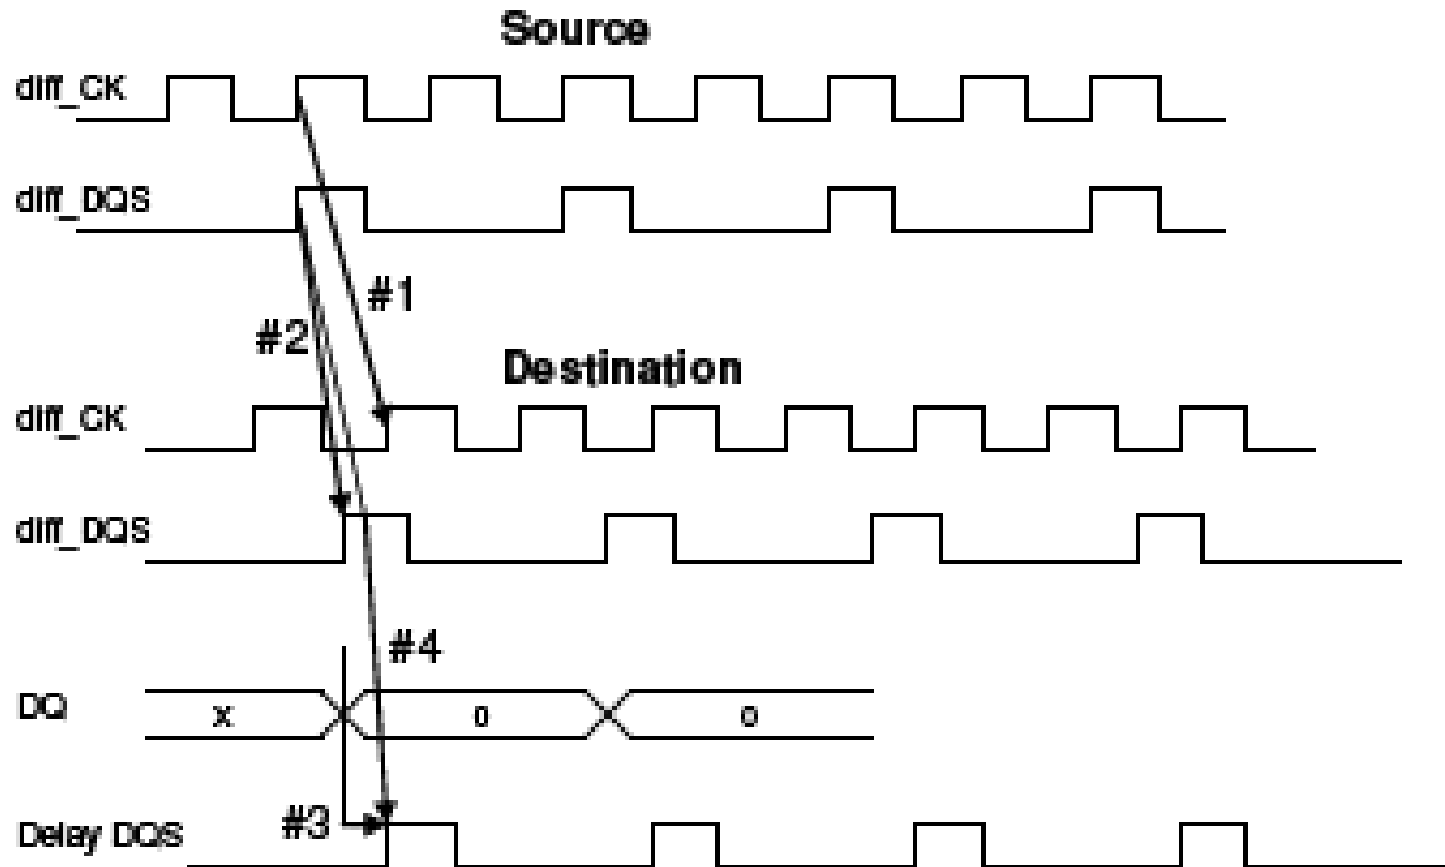 Source
diff_CK
diff_DQS
#1
#2
Destination
diff_CK
diff_DQS
#4
DQ x 0 0
#3
Delay DQS